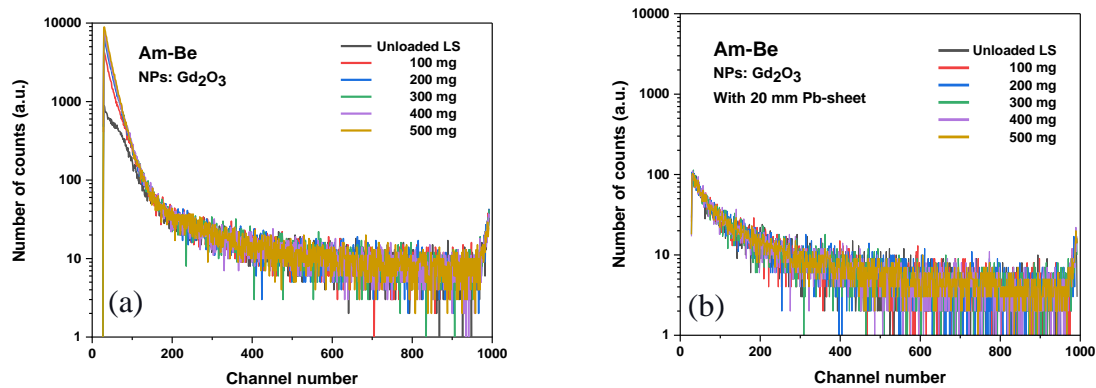 10000
1000
100
10
1
Number of counts (a.u.)
Am-Be
NPs: Gd2O3
Unloaded LS
100 mg
200 mg
300 mg
400 mg
500 mg
(a)
0 200 400 600 800 1000
Channel number
10000
1000
100
10
1
Number of counts (a.u.)
Am-Be
NPs: Gd2O3
With 20 mm Pb-sheet
Unloaded LS
100 mg
200 mg
300 mg
400 mg
500 mg
(b)
0 200 400 600 800 1000
Channel number